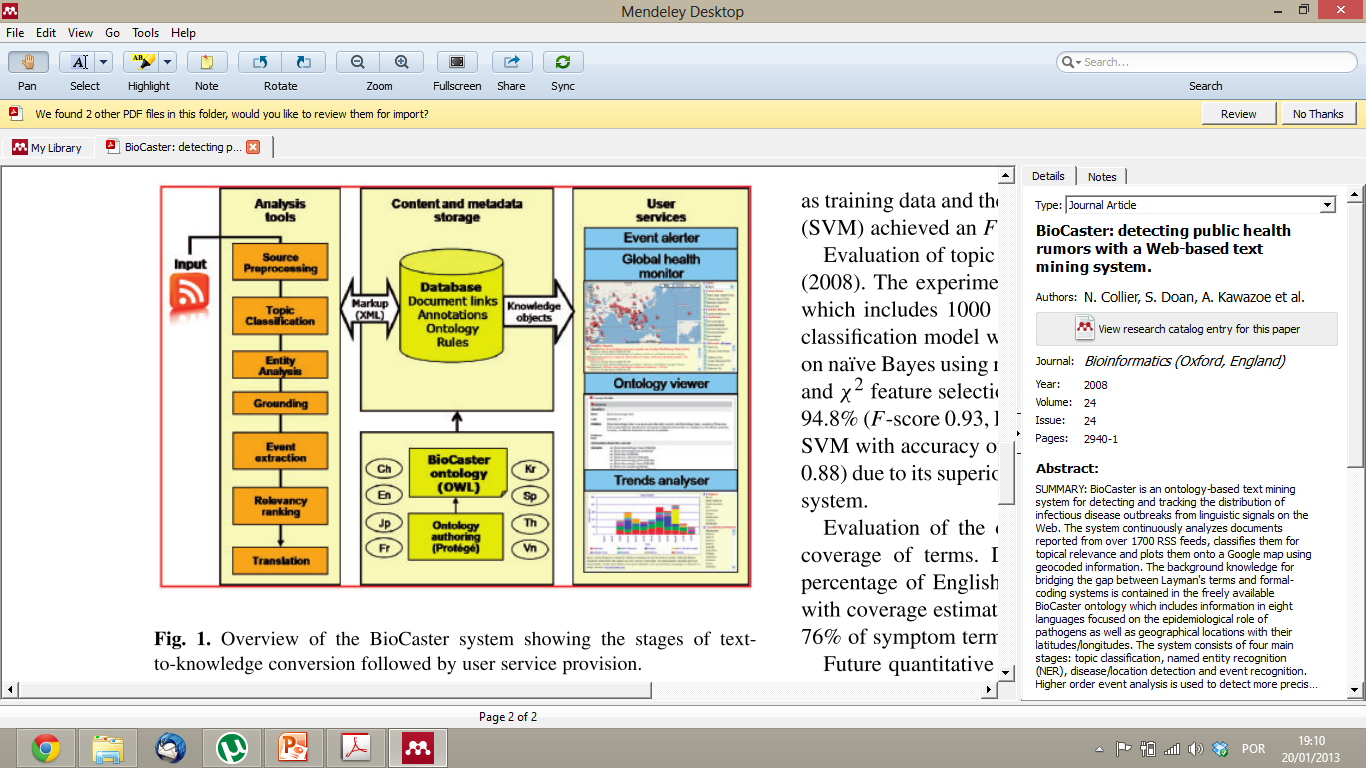 Mendeley Desktop
File Edit View Go Tools Help
Pan Select Highlight Note Rotate Zoom Fullscreen Share Sync
Search...
Search
We found 2 other PDF files in this folder, would you like to review them for import?
Review No Thanks
My Library BioCaster: detecting p...
Analysis
tools
Input
Source
Preprocessing
Topic
Classification
Entity
Analysis
Grounding
Event
extraction
Relevancy
ranking
Translation
Content and metadata
storage
Markup
(XML)
Database
Document links
Annotations
Ontology
Rules
Knowledge
objects
BioCaster
ontology
(OWL)
Ontology
authoring
(Protégé)
Ch
En
Jp
Fr
Kr
Sp
Th
Vn
User
services
Event alerter
Global health
monitor
Ontology viewer
Trends analyser
Fig. 1. Overview of the BioCaster system showing the stages of text-
to-knowledge conversion followed by user service provision.
as training data and the
(SVM) achieved an F
Evaluation of topic
(2008). The experime
which includes 1000
classification model w
on naïve Bayes using
and χ2 feature selectio
94.8% (F-score 0.93,
SVM with accuracy o
0.88) due to its superio
system.
Evaluation of the
coverage of terms.
percentage of English
with coverage estimat
76% of symptom term
Future quantitative
Details Notes
Type: Journal Article
BioCaster: detecting public health
rumors with a Web-based text
mining system.
Authors: N. Collier, S. Doan, A. Kawazoe et al.
View research catalog entry for this paper
Journal: Bioinformatics (Oxford, England)
Year: 2008
Volume: 24
Issue: 24
Pages: 2940-1
Abstract:
SUMMARY: BioCaster is an ontology-based text mining
system for detecting and tracking the distribution of
infectious disease outbreaks from linguistic signals on the
Web. The system continuously analyzes documents
reported from over 1700 RSS feeds, classifies them for
topical relevance and plots them onto a Google map using
geocoded information. The background knowledge for
bridging the gap between Layman's terms and formal-
coding systems is contained in the freely available
BioCaster ontology which includes information in eight
languages focused on the epidemiological role of
pathogens as well as geographical locations with their
latitudes/longitudes. The system consists of four main
stages: topic classification, named entity recognition
(NER), disease/location detection and event recognition.
Higher order event analysis is used to detect more precis...
Page 2 of 2
POR
19:10
20/01/2013